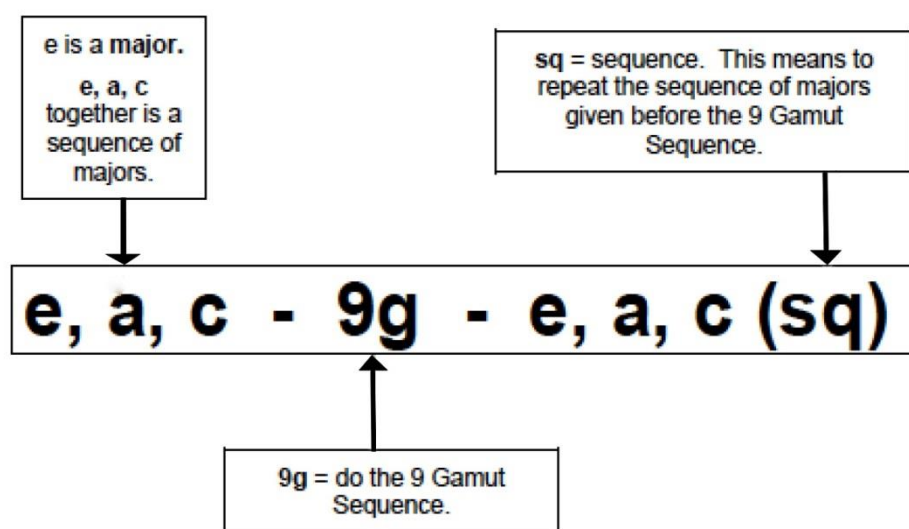 e is a major.
e, a, c
together is a
sequence of
majors.
sq = sequence. This means to
repeat the sequence of majors
given before the 9 Gamut
Sequence.
e, a, c - 9g - e, a, c (sq)
9g = do the 9 Gamut
Sequence.